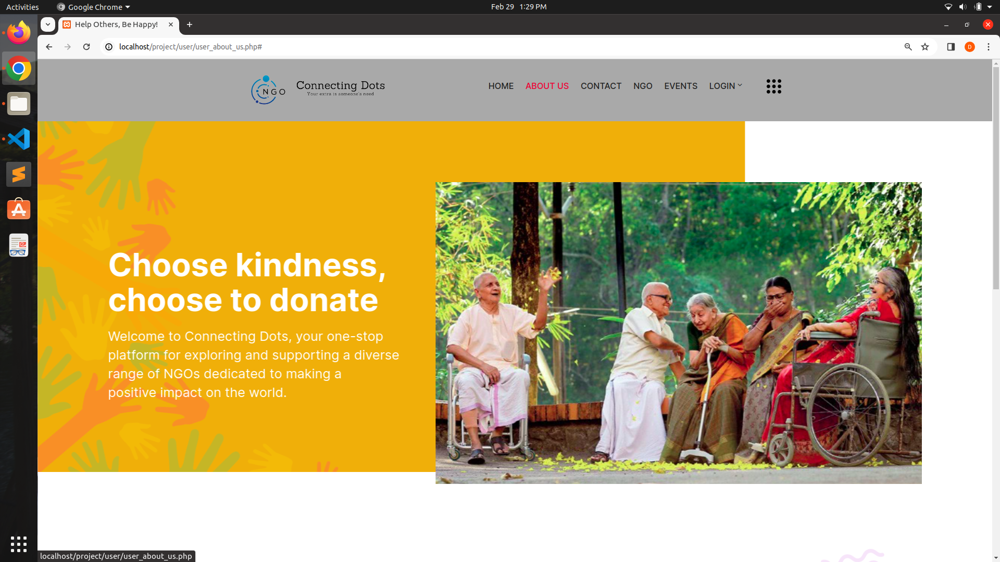 Activities
Google Chrome
Feb 29 1:29 PM
Help Others, Be Happy!
localhost/project/user/user_about_us.php#
D
NGO
Connecting Dots
Your extra is someone's need
HOME
ABOUT US
CONTACT
NGO
EVENTS
LOGIN
Choose kindness,
choose to donate
Welcome to Connecting Dots, your one-stop
platform for exploring and supporting a diverse
range of NGOs dedicated to making a
positive impact on the world.
localhost/project/user/user_about_us.php